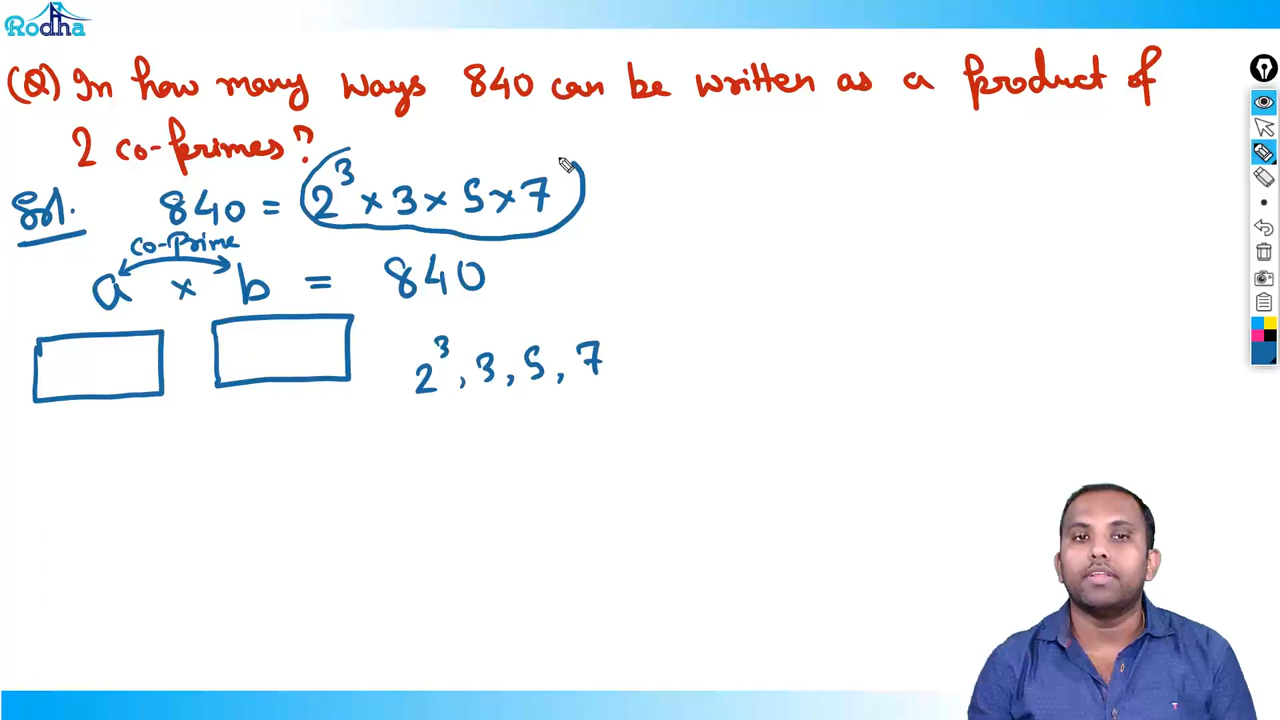 Rodha
(Q) In how many ways 840 can be written as a product of
2 co-primes?
Sol. 840 = 2³ × 3 × 5 × 7
co-Prime
a × b = 840
2³, 3, 5, 7